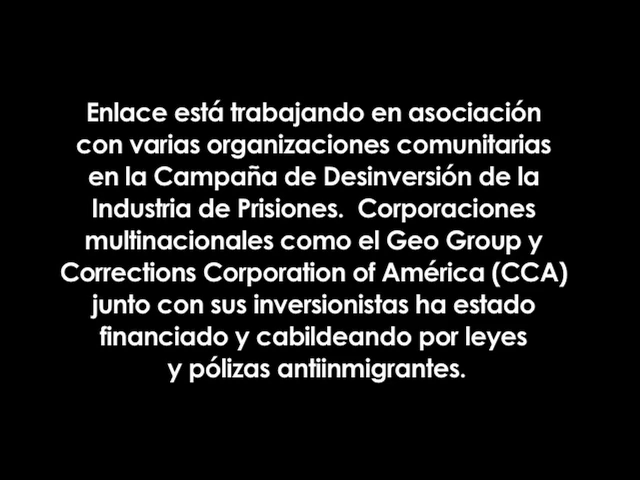 Enlace está trabajando en asociación
con varias organizaciones comunitarias
en la Campaña de Desinversión de la
Industria de Prisiones.  Corporaciones
multinacionales como el Geo Group y
Corrections Corporation of América (CCA)
junto con sus inversionistas ha estado
financiado y cabildeando por leyes
y pólizas antiinmigrantes.